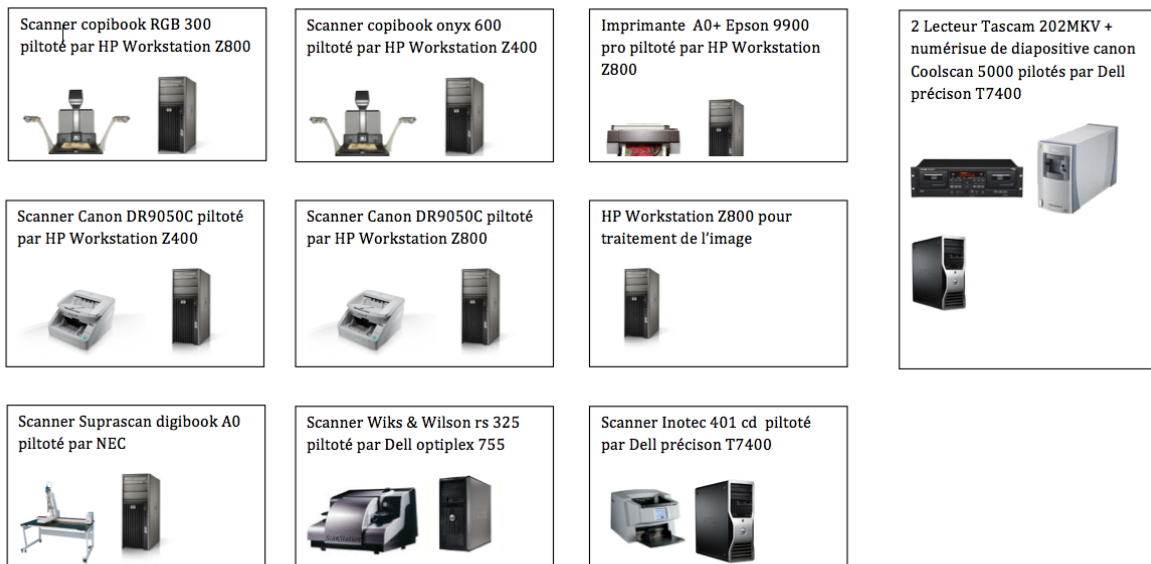 Scanner copibook RGB 300
piltoté par HP Workstation Z800
Scanner copibook onyx 600
piltoté par HP Workstation Z400
Imprimante  A0+ Epson 9900
pro piltoté par HP Workstation
Z800
2 Lecteur Tascam 202MKV +
numérisue de diapositive canon
Coolscan 5000 pilotés par Dell
précison T7400
Scanner Canon DR9050C piltoté
par HP Workstation Z400
Scanner Canon DR9050C piltoté
par HP Workstation Z800
HP Workstation Z800 pour
traitement de l'image
Scanner Suprascan digibook A0
piltoté par NEC
Scanner Wiks & Wilson rs 325
piltoté par Dell optiplex 755
ScanStation
Scanner Inotec 401 cd  piltoté
par Dell précison T7400